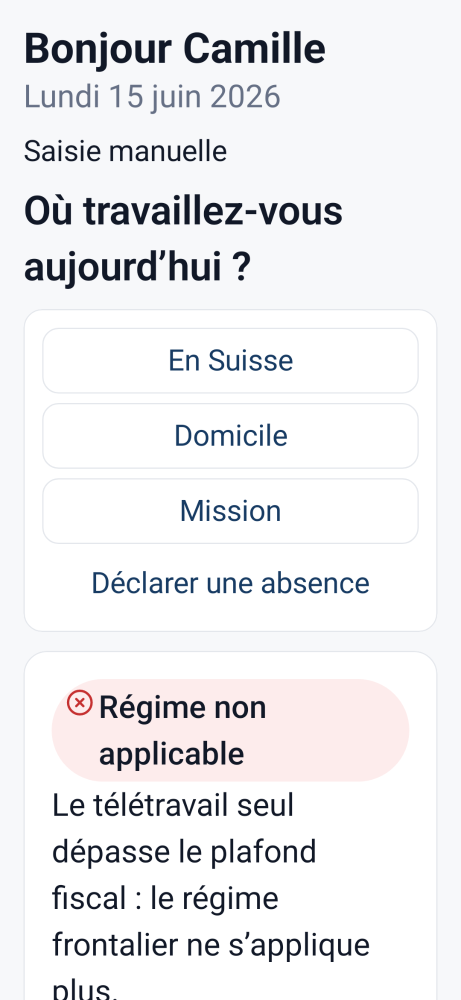 Bonjour Camille
Lundi 15 juin 2026
Saisie manuelle
Où travaillez-vous
aujourd’hui ?
En Suisse
Domicile
Mission
Déclarer une absence
Régime non
applicable
Le télétravail seul
dépasse le plafond
fiscal : le régime
frontalier ne s’applique
plus.